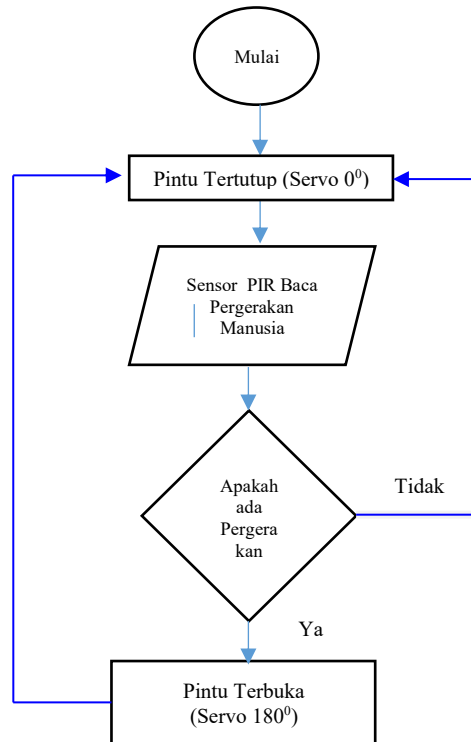 Mulai
Pintu Tertutup (Servo 0⁰)
Sensor PIR Baca
Pergerakan
Manusia
Apakah
ada
Pergera
kan
Tidak
Ya
Pintu Terbuka
(Servo 180⁰)